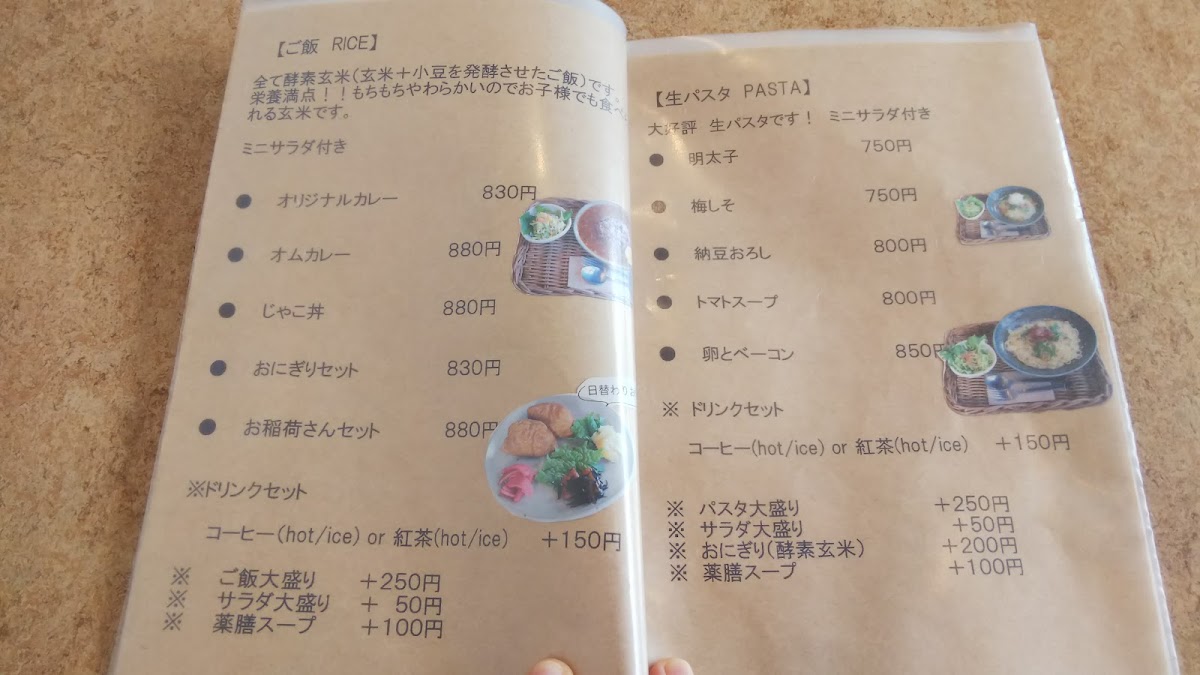 【ご飯 RICE】
全て酵素玄米(玄米+小豆を発酵させたご飯)です。
栄養満点!!もちもちやわらかいのでお子様でも食べ
れる玄米です。
ミニサラダ付き
● オリジナルカレー 830円
● オムカレー 880円
● じゃこ丼 880円
● おにぎりセット 830円
● お稲荷さんセット 880円
日替わり
※ドリンクセット
コーヒー(hot/ice) or 紅茶(hot/ice) +150円
※ ご飯大盛り +250円
※ サラダ大盛り + 50円
※ 薬膳スープ +100円
【生パスタ PASTA】
大好評 生パスタです! ミニサラダ付き
● 明太子 750円
● 梅しそ 750円
● 納豆おろし 800円
● トマトスープ 800円
● 卵とベーコン 850円
※ ドリンクセット
コーヒー(hot/ice) or 紅茶(hot/ice) +150円
※ パスタ大盛り +250円
※ サラダ大盛り +50円
※ おにぎり(酵素玄米) +200円
※ 薬膳スープ +100円